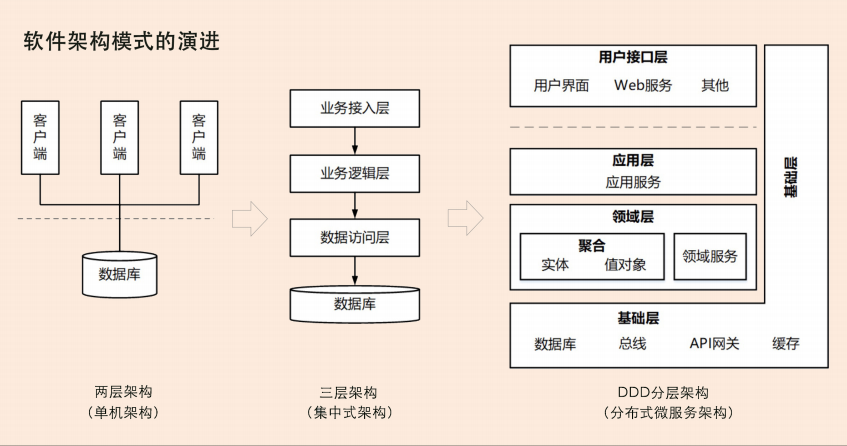 软件架构模式的演进
客户端
客户端
客户端
数据库
两层架构
（单机架构）
业务接入层
业务逻辑层
数据访问层
数据库
三层架构
（集中式架构）
用户接口层
用户界面 Web服务 其他
应用层
应用服务
领域层
聚合
实体 值对象
领域服务
基础层
基础层
数据库 总线 API网关 缓存
DDD分层架构
（分布式微服务架构）